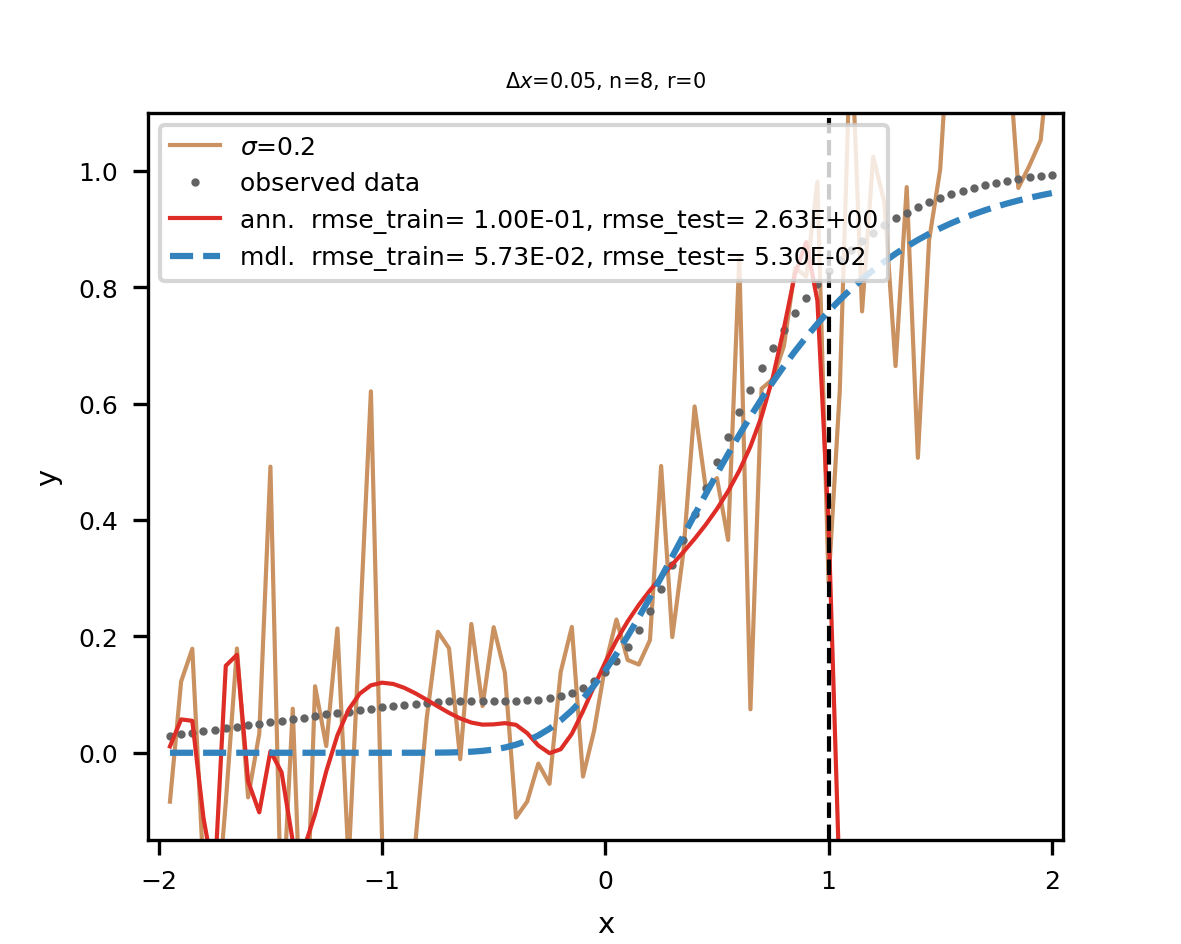 Δx=0.05, n=8, r=0
σ=0.2
observed data
ann.  rmse_train= 1.00E-01, rmse_test= 2.63E+00
mdl.  rmse_train= 5.73E-02, rmse_test= 5.30E-02
1.0
0.8
0.6
0.4
0.2
0.0
y
−2
−1
0
1
2
x